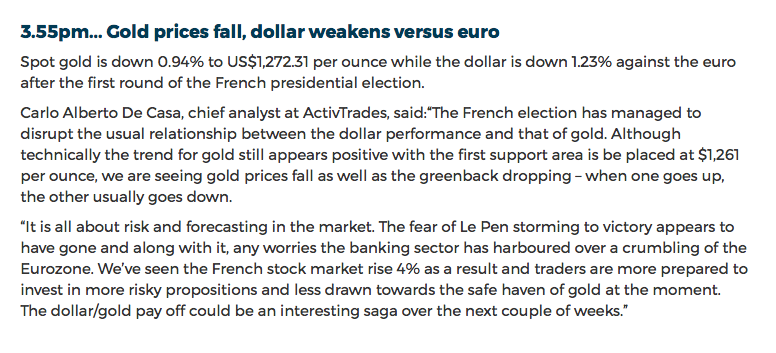 3.55pm... Gold prices fall, dollar weakens versus euro
Spot gold is down 0.94% to US$1,272.31 per ounce while the dollar is down 1.23% against the euro
after the first round of the French presidential election.
Carlo Alberto De Casa, chief analyst at ActivTrades, said:“The French election has managed to
disrupt the usual relationship between the dollar performance and that of gold. Although
technically the trend for gold still appears positive with the first support area is be placed at $1,261
per ounce, we are seeing gold prices fall as well as the greenback dropping – when one goes up,
the other usually goes down.
“It is all about risk and forecasting in the market. The fear of Le Pen storming to victory appears to
have gone and along with it, any worries the banking sector has harboured over a crumbling of the
Eurozone. We’ve seen the French stock market rise 4% as a result and traders are more prepared to
invest in more risky propositions and less drawn towards the safe haven of gold at the moment.
The dollar/gold pay off could be an interesting saga over the next couple of weeks.”